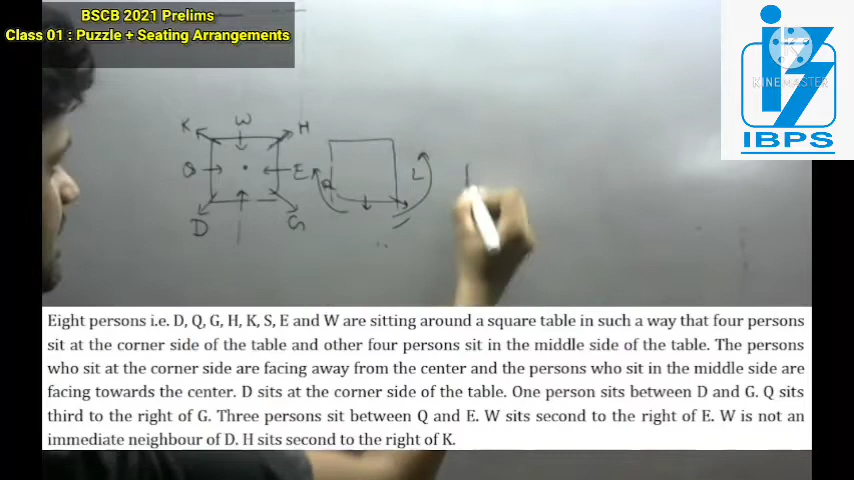 BSCB 2021 Prelims
Class 01 : Puzzle + Seating Arrangements
KINEMASTER
IBPS
K W H
Q E
D G
R L
Eight persons i.e. D, Q, G, H, K, S, E and W are sitting around a square table in such a way that four persons
sit at the corner side of the table and other four persons sit in the middle side of the table. The persons
who sit at the corner side are facing away from the center and the persons who sit in the middle side are
facing towards the center. D sits at the corner side of the table. One person sits between D and G. Q sits
third to the right of G. Three persons sit between Q and E. W sits second to the right of E. W is not an
immediate neighbour of D. H sits second to the right of K.